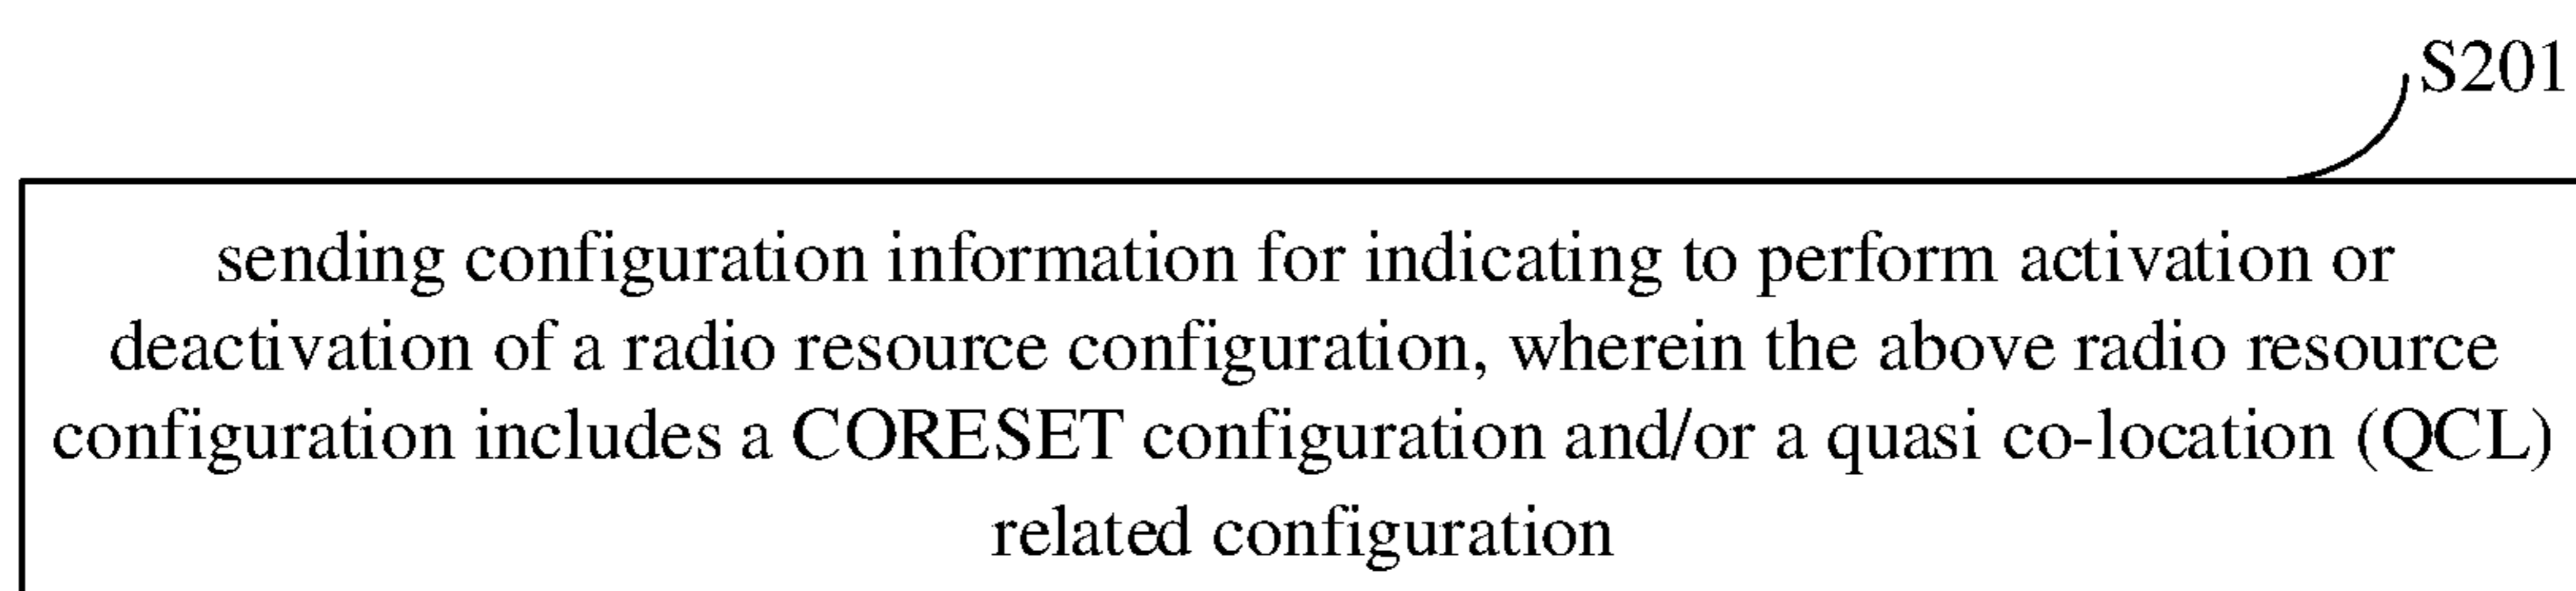 S201
sending configuration information for indicating to perform activation or
deactivation of a radio resource configuration, wherein the above radio resource
configuration includes a CORESET configuration and/or a quasi co-location (QCL)
related configuration